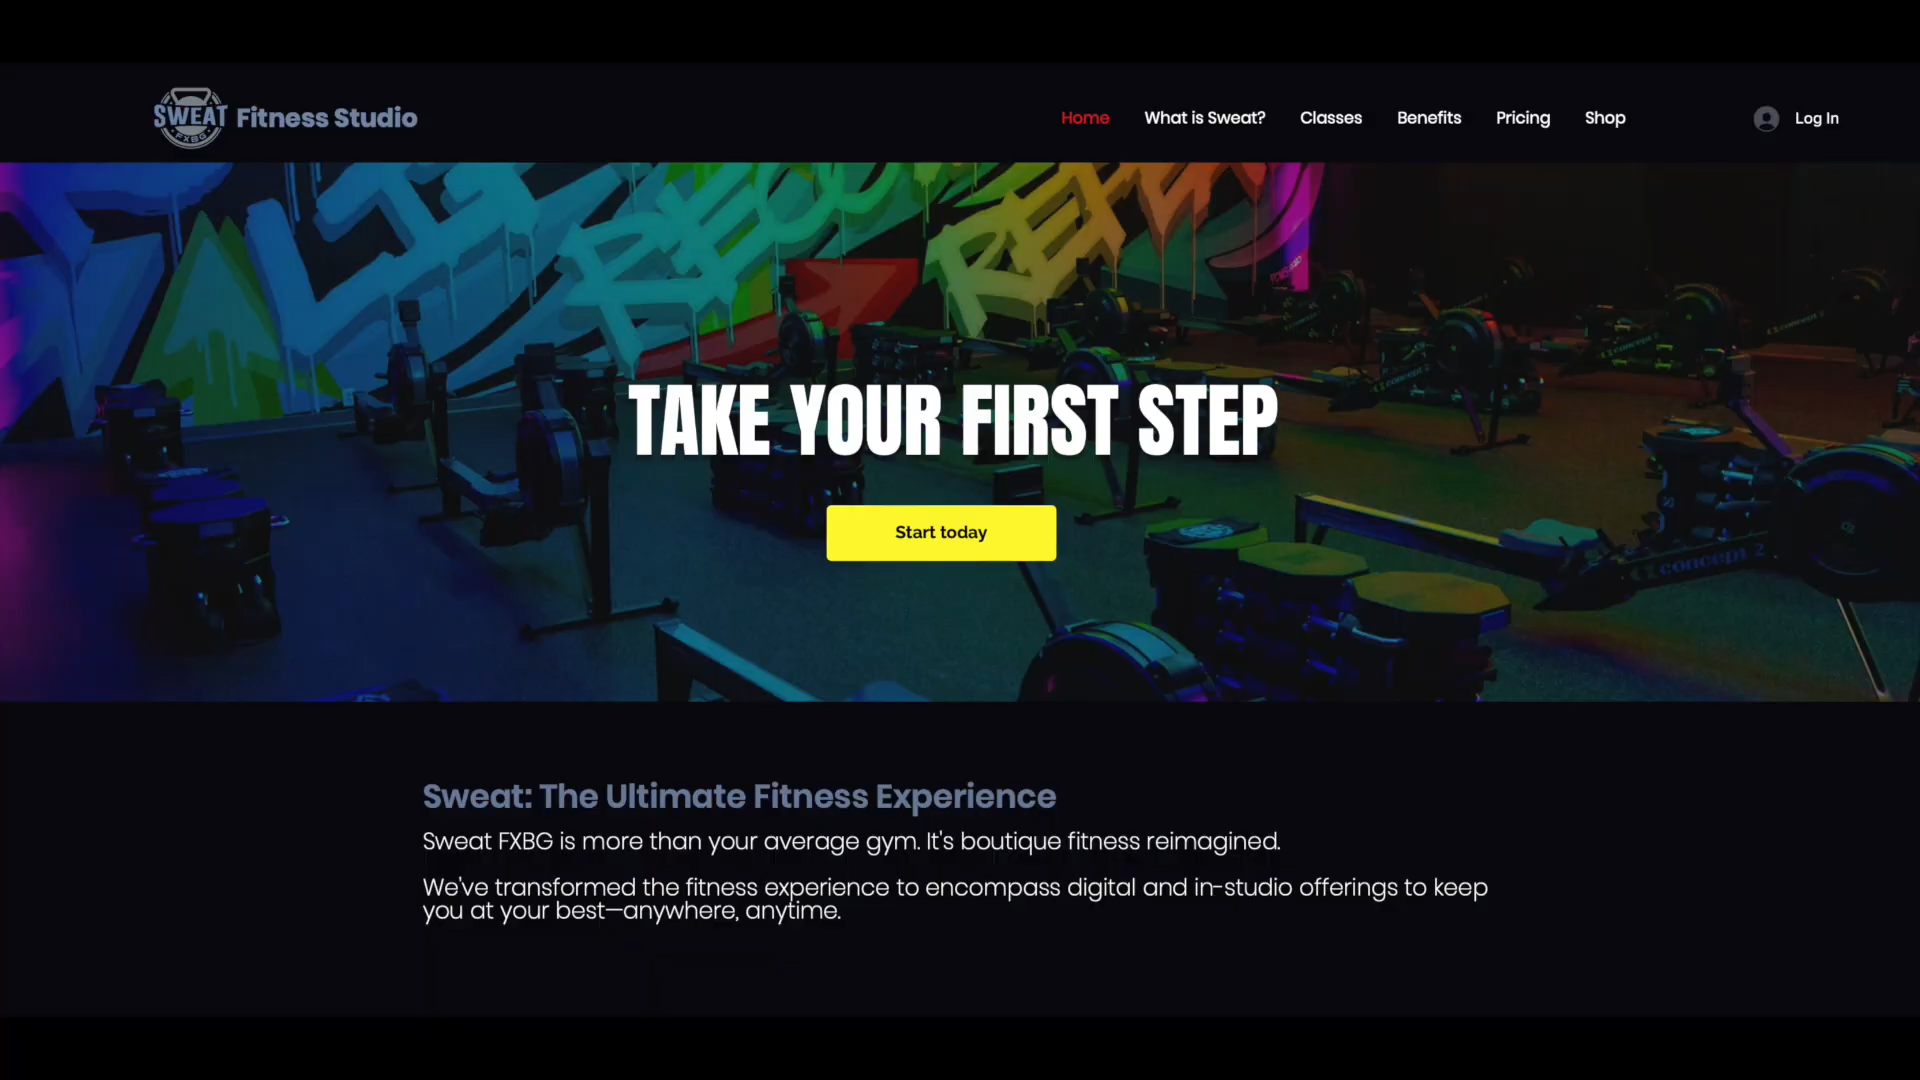 SWEAT
FXBG
Fitness Studio
Home
What is Sweat?
Classes
Benefits
Pricing
Shop
Log In
TAKE YOUR FIRST STEP
Start today
concept 2
Sweat: The Ultimate Fitness Experience
Sweat FXBG is more than your average gym. It's boutique fitness reimagined.
We've transformed the fitness experience to encompass digital and in-studio offerings to keep
you at your best—anywhere, anytime.